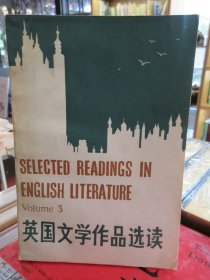 SELECTED READINGS IN
ENGLISH LITERATURE
Volume 3
英国文学作品选读